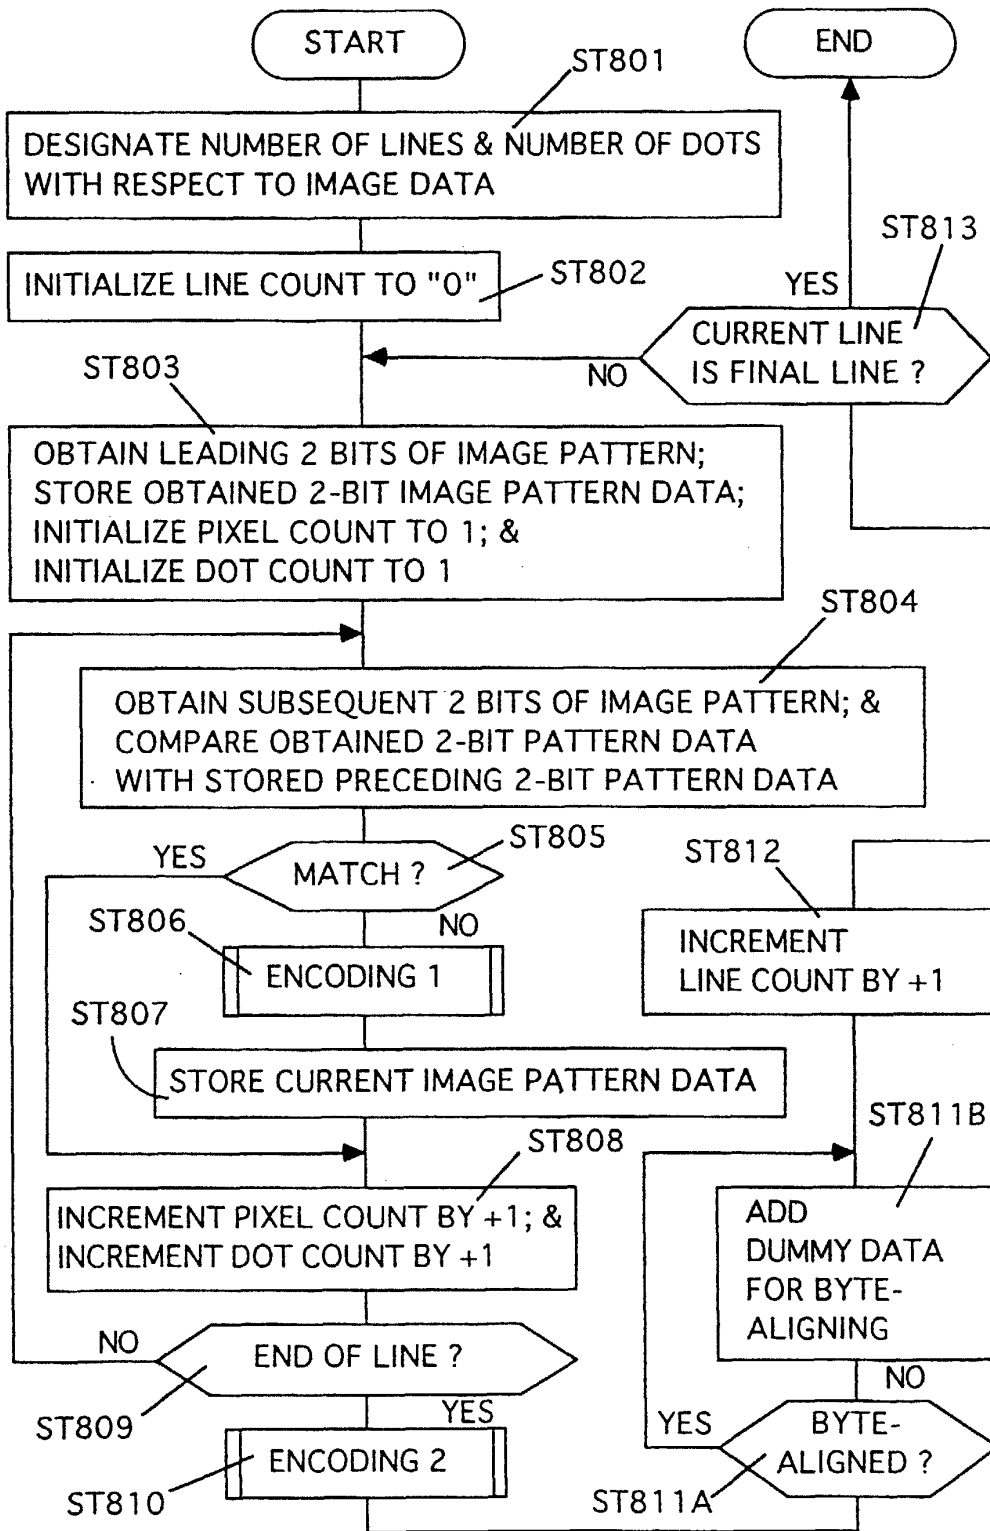 START
ST801
DESIGNATE NUMBER OF LINES & NUMBER OF DOTS
WITH RESPECT TO IMAGE DATA
INITIALIZE LINE COUNT TO "0"
ST802
ST803
OBTAIN LEADING 2 BITS OF IMAGE PATTERN;
STORE OBTAINED 2-BIT IMAGE PATTERN DATA;
INITIALIZE PIXEL COUNT TO 1; &
INITIALIZE DOT COUNT TO 1
ST804
OBTAIN SUBSEQUENT 2 BITS OF IMAGE PATTERN; &
COMPARE OBTAINED 2-BIT PATTERN DATA
WITH STORED PRECEDING 2-BIT PATTERN DATA
YES
MATCH ?
ST805
NO
ST806
ENCODING 1
ST807
STORE CURRENT IMAGE PATTERN DATA
ST808
INCREMENT PIXEL COUNT BY +1; &
INCREMENT DOT COUNT BY +1
NO
END OF LINE ?
ST809
YES
ENCODING 2
ST810
END
ST813
YES
CURRENT LINE
IS FINAL LINE ?
NO
ST812
INCREMENT
LINE COUNT BY +1
ST811B
ADD
DUMMY DATA
FOR BYTE-
ALIGNING
NO
YES
BYTE-
ALIGNED ?
ST811A